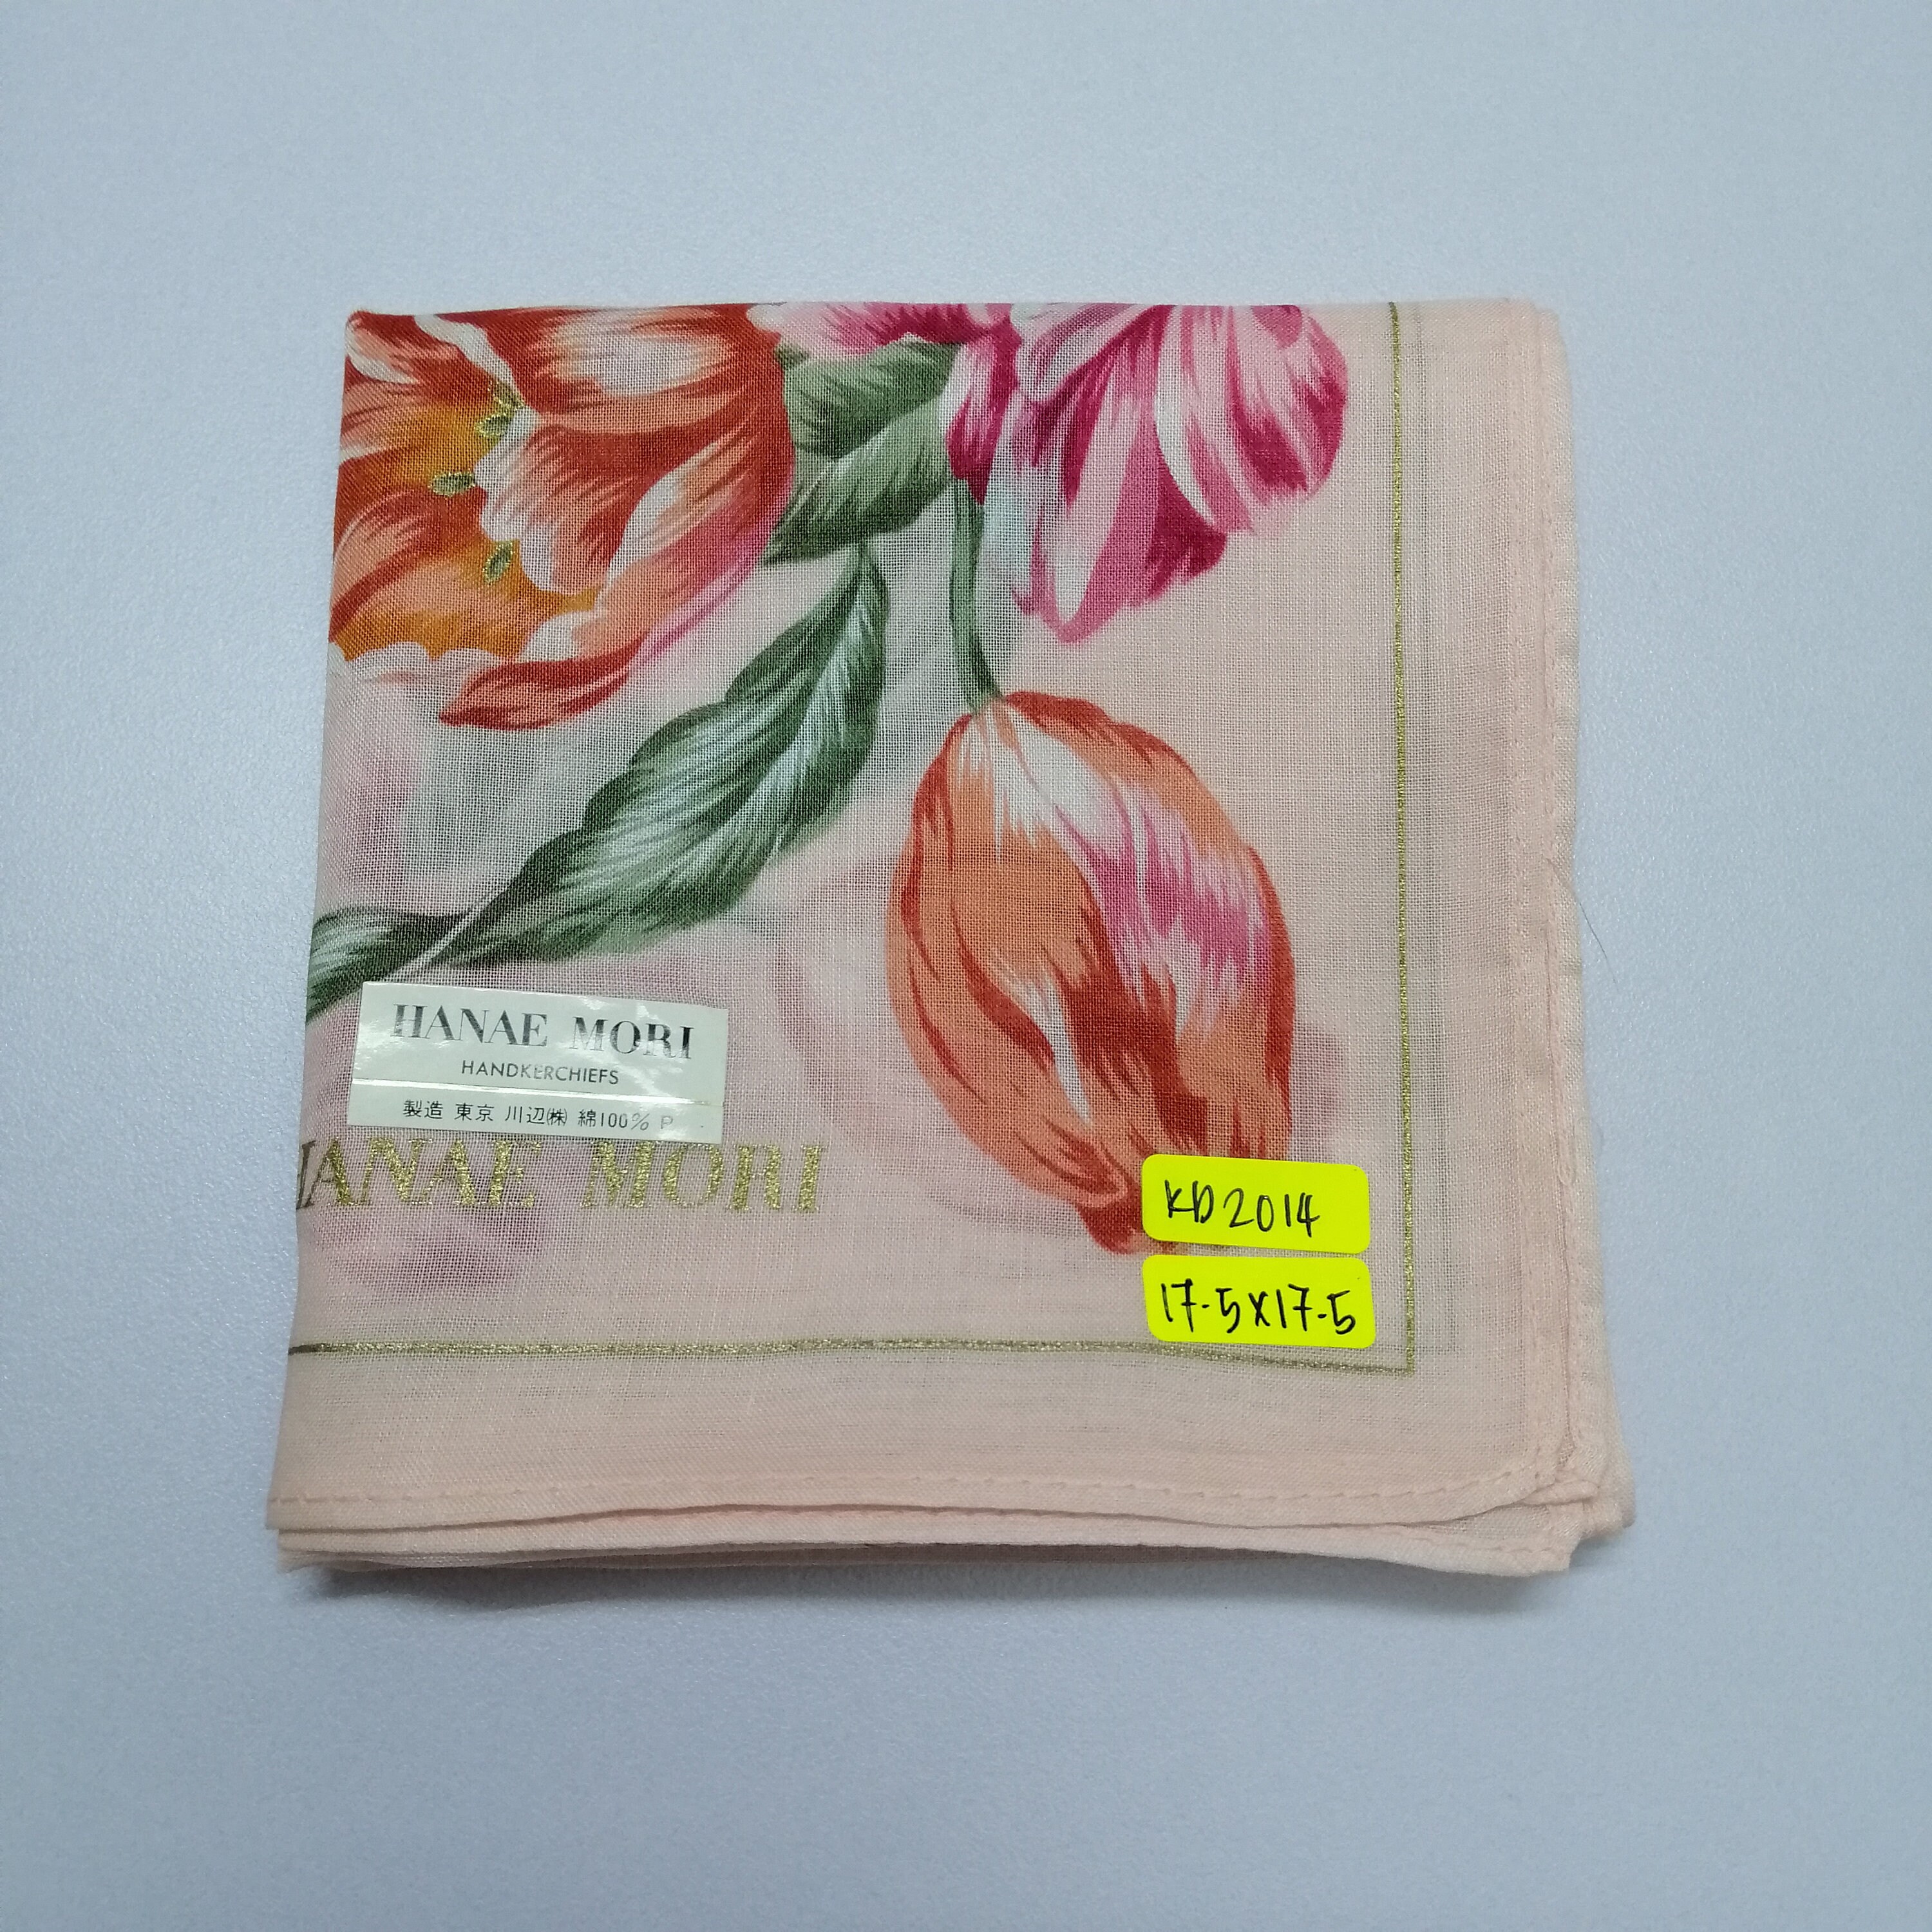 HANAE MORI
HANDKERCHIEFS
製造 東京 川辺㈱ 綿100% P
HANAE MORI
KD2014
17.5x17.5